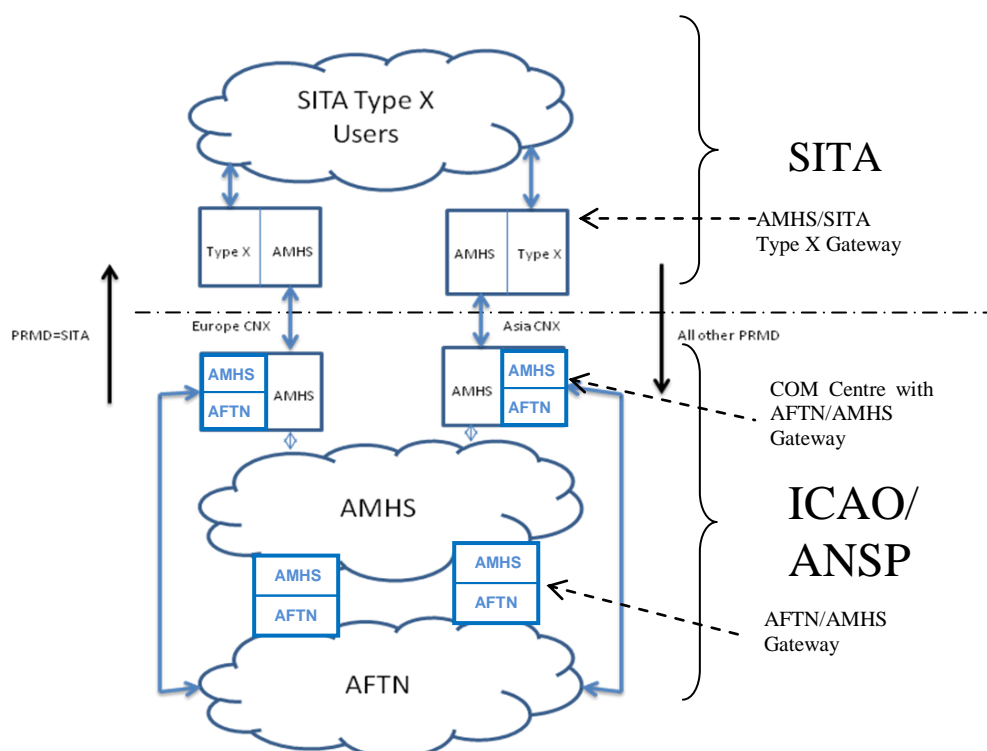 SITA Type X
Users
SITA
AMHS/SITA
Type X Gateway
Type X
AMHS
AMHS
Type X
PRMD=SITA
Europe CNX
Asia CNX
All other PRMD
AMHS
AFTN
AMHS
AMHS
AMHS
AFTN
COM Centre with
AFTN/AMHS
Gateway
AMHS
ICAO/
ANSP
AMHS
AFTN
AMHS
AFTN
AFTN/AMHS
Gateway
AFTN